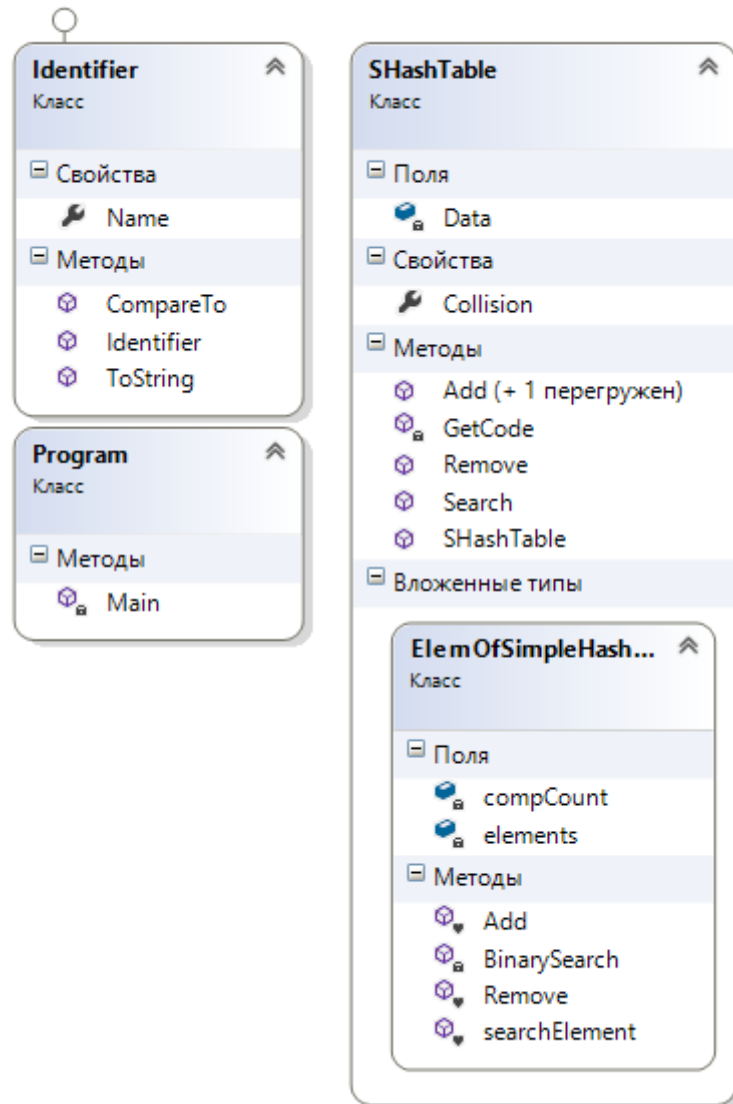 Identifier
Класс
Свойства
Name
Методы
CompareTo
Identifier
ToString
Program
Класс
Методы
Main
SHashTable
Класс
Поля
Data
Свойства
Collision
Методы
Add (+ 1 перегружен)
GetCode
Remove
Search
SHashTable
Вложенные типы
ElemOfSimpleHash...
Класс
Поля
compCount
elements
Методы
Add
BinarySearch
Remove
searchElement